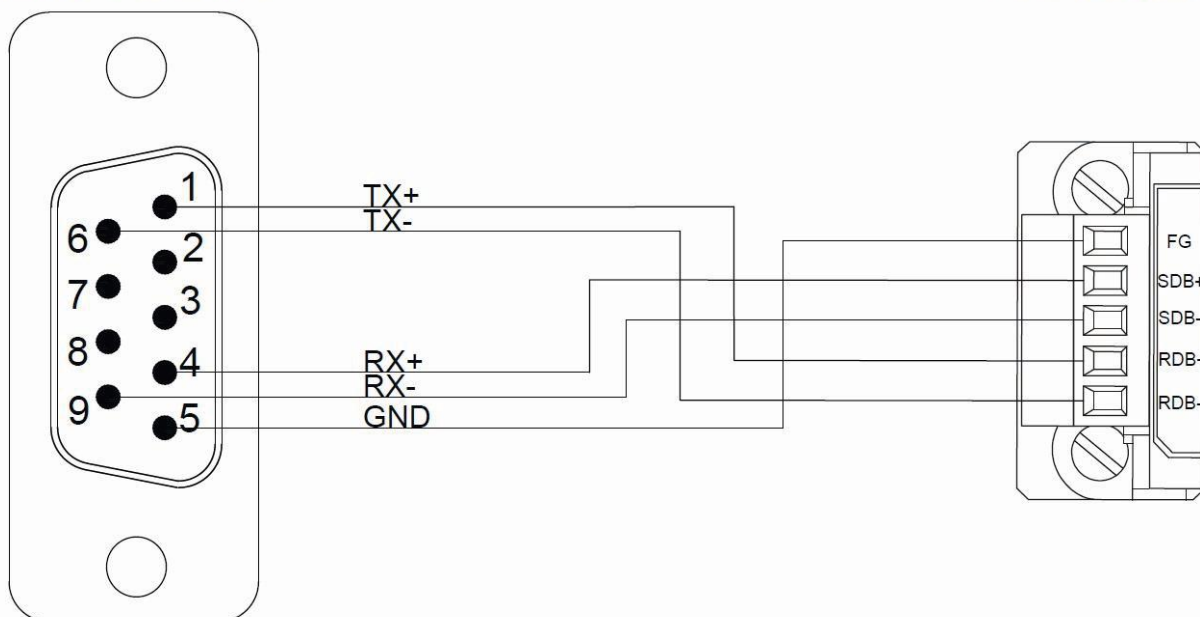 1
6
2
7
3
8
4
9
5
TX+
TX-
RX+
RX-
GND
FG
SDB+
SDB-
RDB-
RDB-